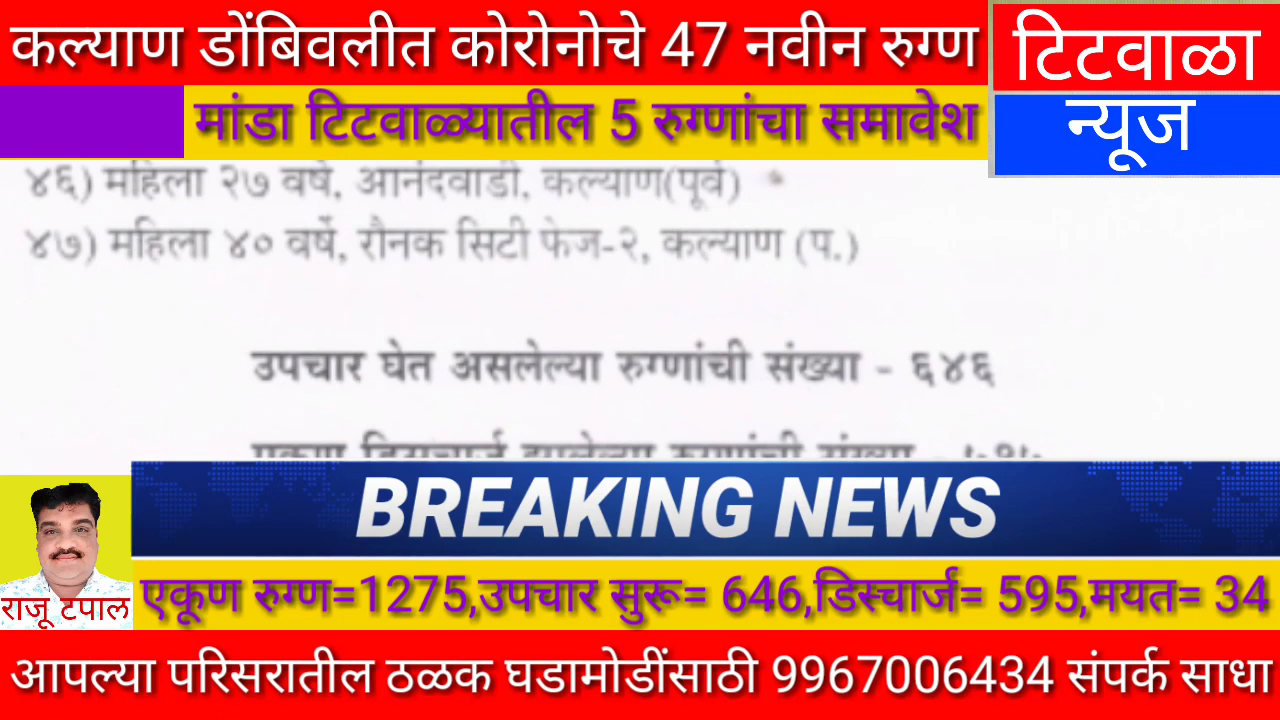 कल्याण डोंबिवलीत कोरोनोचे 47 नवीन रुग्ण
टिटवाळा
न्यूज
मांडा टिटवाळ्यातील 5 रुग्णांचा समावेश
४६) महिला २७ वर्षे, आनंदवाडी, कल्याण(पूर्व)
४७) महिला ४० वर्षे, रौनक सिटी फेज-२, कल्याण (प.)
उपचार घेत असलेल्या रुग्णांची संख्या - ६४६
BREAKING NEWS
राजू टपाल
एकूण रुग्ण=1275,उपचार सुरू= 646,डिस्चार्ज= 595,मयत= 34
आपल्या परिसरातील ठळक घडामोडींसाठी 9967006434 संपर्क साधा